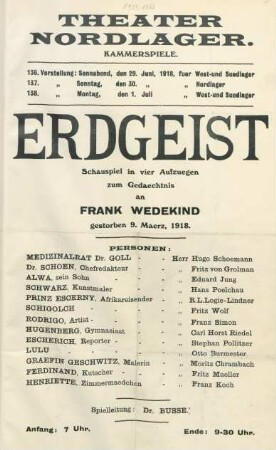 THEATER
NORDLAGER.
KAMMERSPIELE.
136. Vorstellung: Sonnabend, den 29. Juni, 1918, fuer West-und Suedlager
137. „ Sonntag, den 30. „ „ Nordlager
138. „ Montag, den 1. Juli „ West-und Suedlager
ERDGEIST
Schauspiel in vier Aufzuegen
zum Gedaechtnis
an
FRANK WEDEKIND
gestorben 9. Maerz, 1918.
PERSONEN:
MEDIZINALRAT Dr. GOLL - - Herr Hugo Schoemann
Dr. SCHOEN, Chefredakteur - „ Fritz von Grolman
ALWA, sein Sohn - - „ Eduard Jung
SCHWARZ, Kunstmaler - - „ Hans Poelchau
PRINZ ESCERNY, Afrikareisender - „ R.L. Logie-Lindner
SCHIGOLCH - - - „ Fritz Wolf
RODRIGO, Artist - - - „ Franz Simon
HUGENBERG, Gymnasiast - - „ Carl Horst Riedel
ESCHERICH, Reporter - - „ Stephan Pollitzer
LULU - - - „ Otto Burmester
GRAEFIN GESCHWITZ, Malerin - „ Moritz Chrambach
FERDINAND, Kutscher - - „ Fritz Mueller
HENRIETTE, Zimmermaedchen - „ Franz Koch
Spielleitung: Dr. BUSSE.
Anfang: 7 Uhr. Ende: 9-30 Uhr.